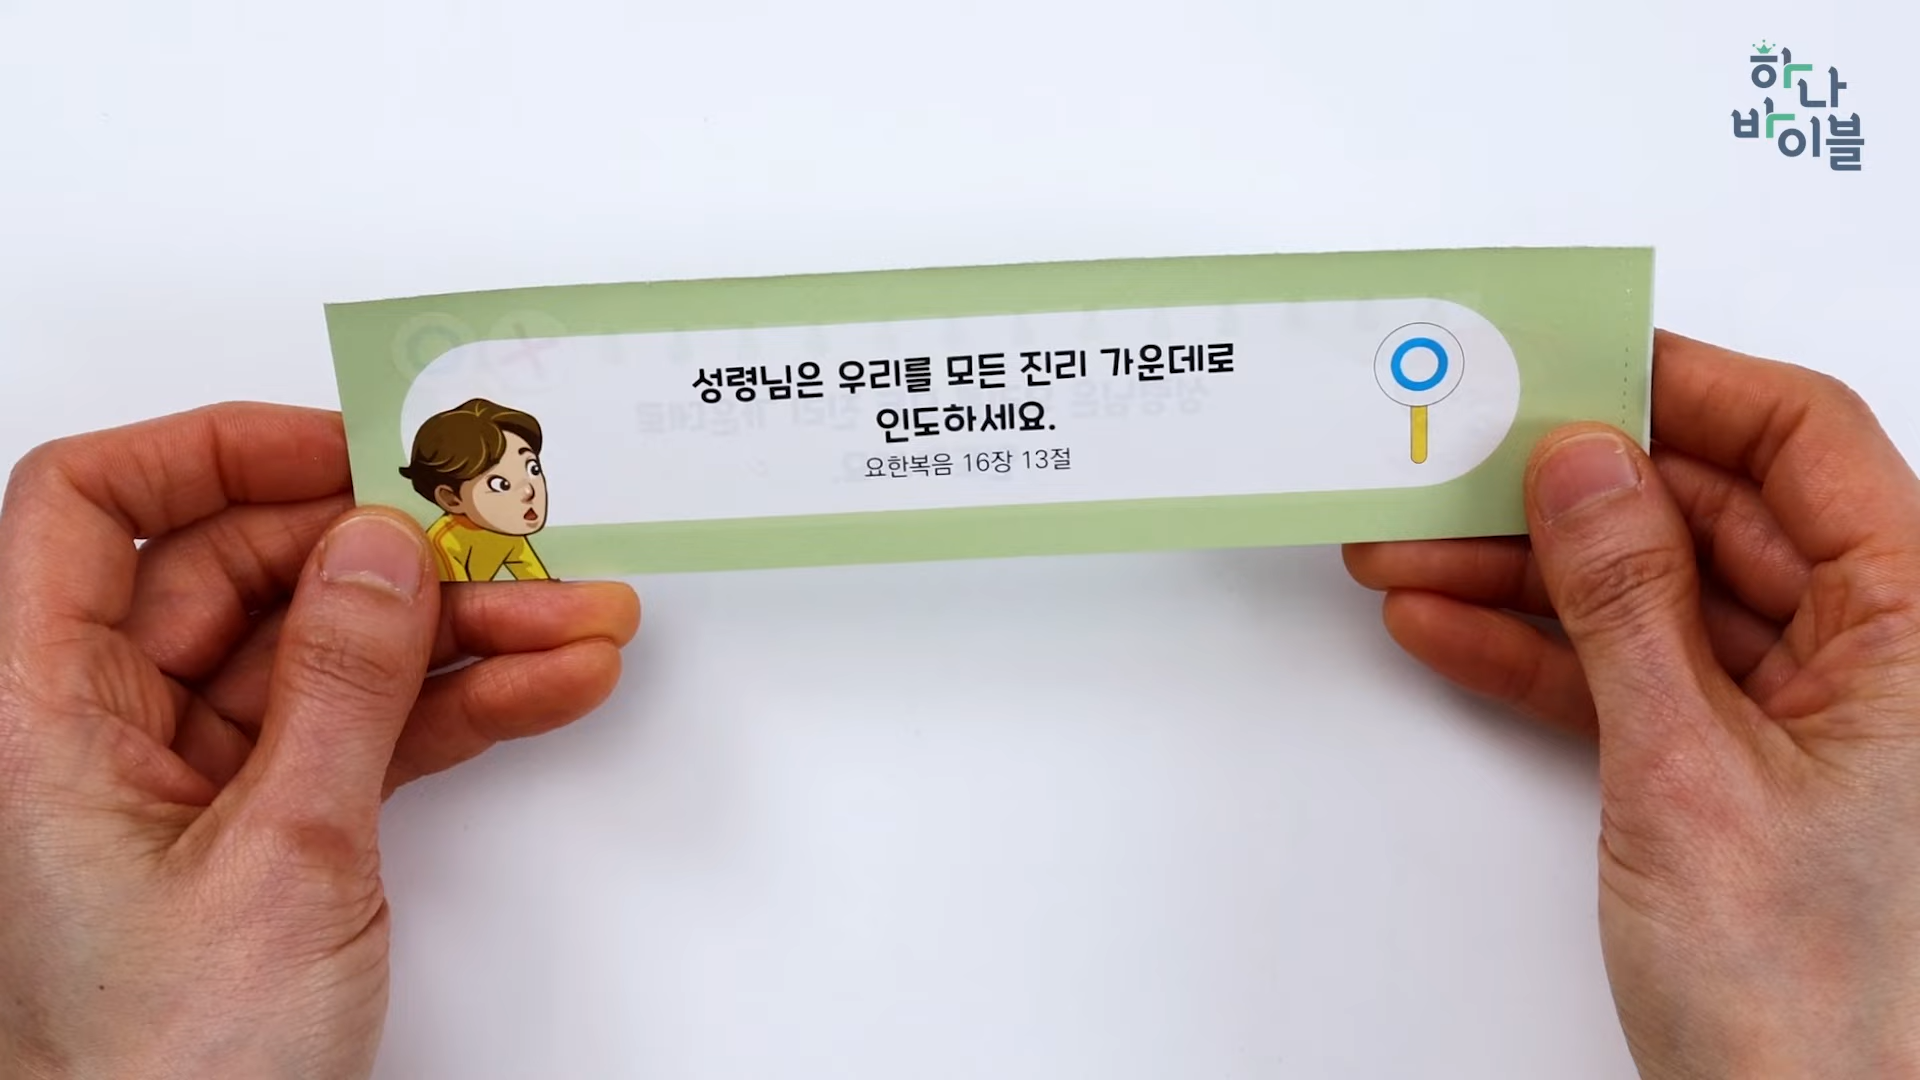 하나
바이블
성령님은 우리를 모든 진리 가운데로
인도하세요.
요한복음 16장 13절